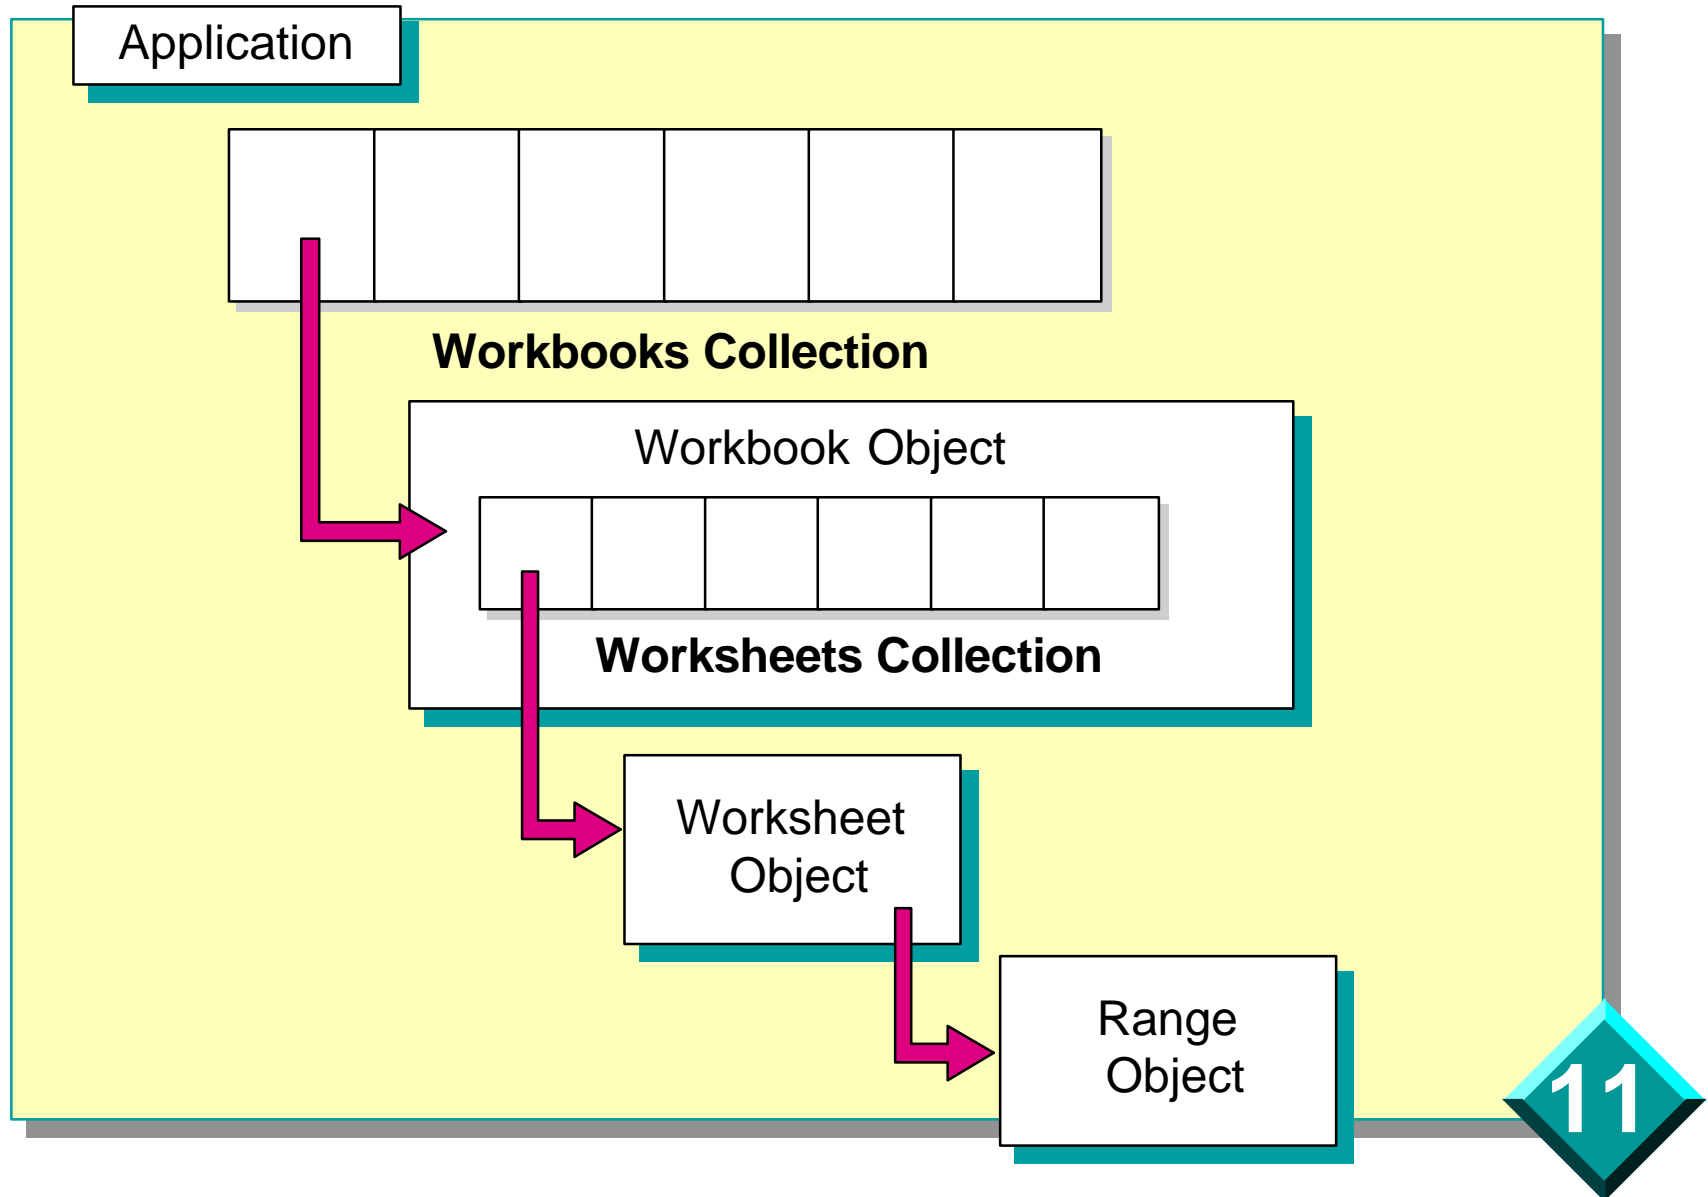 Application
Workbooks Collection
Workbook Object
Worksheets Collection
Worksheet
Object
Range
Object
11